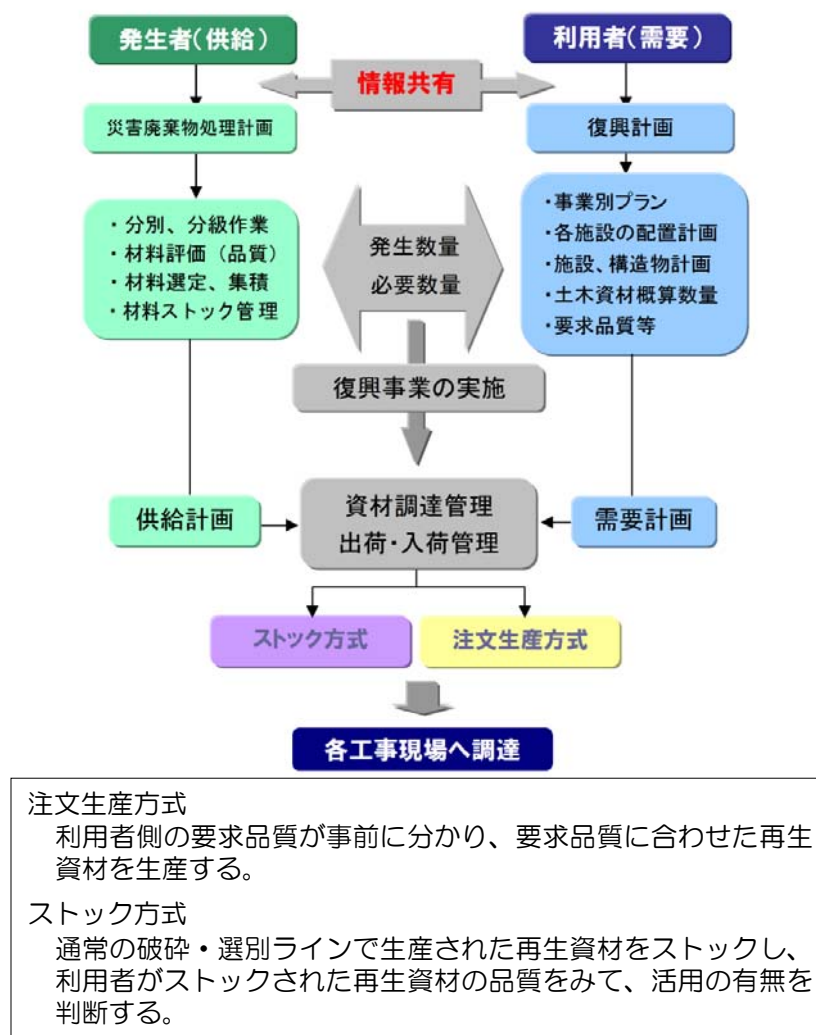 発生者(供給)
利用者(需要)
情報共有
災害廃棄物処理計画
復興計画
・分別、分級作業
・材料評価（品質）
・材料選定、集積
・材料ストック管理
発生数量
必要数量
・事業別プラン
・各施設の配置計画
・施設、構造物計画
・土木資材概算数量
・要求品質等
復興事業の実施
供給計画
資材調達管理
出荷・入荷管理
需要計画
ストック方式
注文生産方式
各工事現場へ調達
注文生産方式
利用者側の要求品質が事前に分かり、要求品質に合わせた再生
資材を生産する。
ストック方式
通常の破砕・選別ラインで生産された再生資材をストックし、
利用者がストックされた再生資材の品質をみて、活用の有無を
判断する。